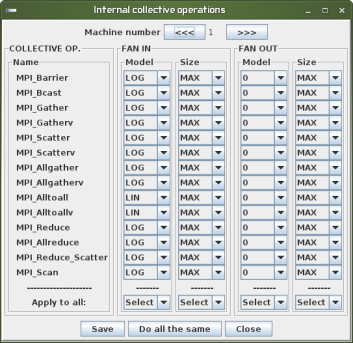 Internal collective operations
Machine number <<< 1 >>>
COLLECTIVE OP. FAN IN FAN OUT
Name Model Size Model Size
MPI_Barrier LOG MAX 0 MAX
MPI_Bcast LOG MAX 0 MAX
MPI_Gather LOG MAX 0 MAX
MPI_Gatherv LOG MAX 0 MAX
MPI_Scatter LOG MAX 0 MAX
MPI_Scatterv LOG MAX 0 MAX
MPI_Allgather LOG MAX 0 MAX
MPI_Allgatherv LOG MAX 0 MAX
MPI_Alltoall LIN MAX 0 MAX
MPI_Alltoallv LIN MAX 0 MAX
MPI_Reduce LOG MAX 0 MAX
MPI_Allreduce LOG MAX 0 MAX
MPI_Reduce_Scatter LOG MAX 0 MAX
MPI_Scan LOG MAX 0 MAX
-------------------- ------- ------- ------- -------
Apply to all: Select Select Select Select
Save Do all the same Close